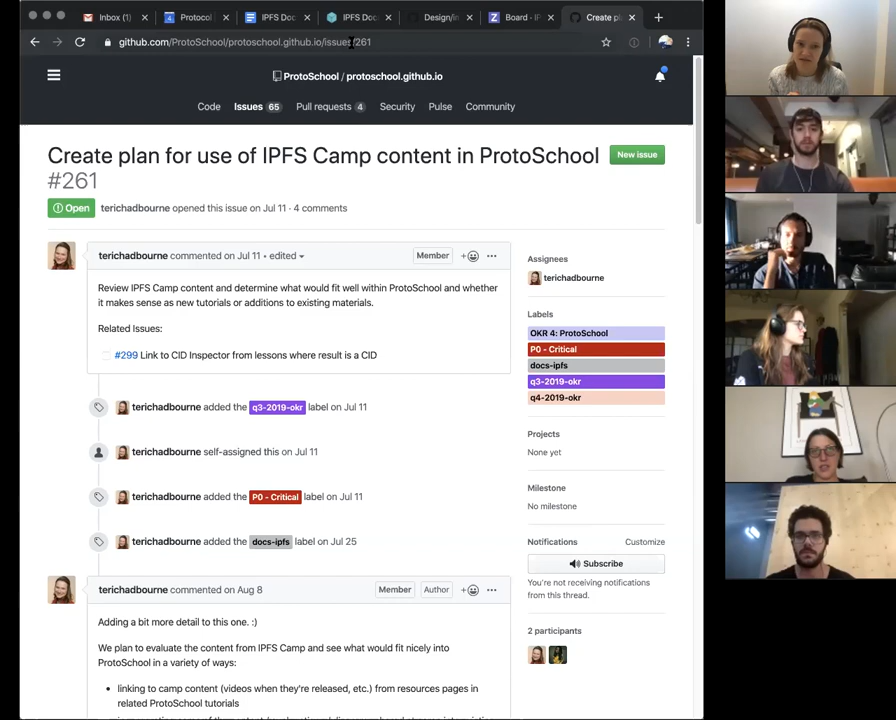 Inbox (1)
Protocol
IPFS Doc
IPFS Doc
Design/in
Board - IP
Create pl
github.com/ProtoSchool/protoschool.github.io/issues/261
ProtoSchool / protoschool.github.io
Code Issues 65 Pull requests 4 Security Pulse Community
Create plan for use of IPFS Camp content in ProtoSchool
#261
New issue
Open terichadbourne opened this issue on Jul 11 · 4 comments
terichadbourne commented on Jul 11 • edited
Member
Review IPFS Camp content and determine what would fit well within ProtoSchool and whether
it makes sense as new tutorials or additions to existing materials.
Related Issues:
#299 Link to CID Inspector from lessons where result is a CID
terichadbourne added the q3-2019-okr label on Jul 11
terichadbourne self-assigned this on Jul 11
terichadbourne added the P0 - Critical label on Jul 11
terichadbourne added the docs-ipfs label on Jul 25
terichadbourne commented on Aug 8
Member Author
Adding a bit more detail to this one. :)
We plan to evaluate the content from IPFS Camp and see what would fit nicely into
ProtoSchool in a variety of ways:
• linking to camp content (videos when they're released, etc.) from resources pages in
related ProtoSchool tutorials
Assignees
terichadbourne
Labels
OKR 4: ProtoSchool
P0 - Critical
docs-ipfs
q3-2019-okr
q4-2019-okr
Projects
None yet
Milestone
No milestone
Notifications Customize
Subscribe
You're not receiving notifications
from this thread.
2 participants